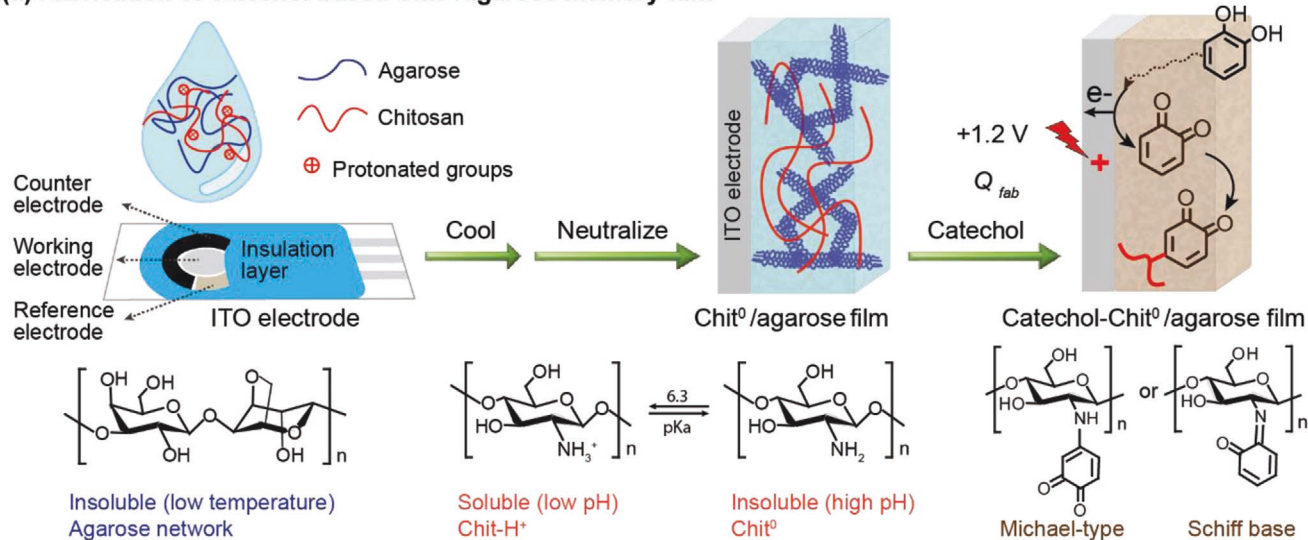 Agarose
Chitosan
Protonated groups
Counter
electrode
Working
electrode
Reference
electrode
Insulation
layer
ITO electrode
Cool
Neutralize
ITO electrode
Chit⁰/agarose film
+1.2 V
Q fab
Catechol
e-
+
OH
OH
O
O
O
O
Catechol-Chit⁰/agarose film
OH
OH
O
O
OH
O
O
OH
n
Insoluble (low temperature)
Agarose network
OH
O
HO
O
NH₃⁺
O
n
6.3
pKa
OH
O
HO
O
NH₂
O
n
Soluble (low pH)
Chit-H⁺
Insoluble (high pH)
Chit⁰
OH
O
HO
O
O
NH
n
O
O
Michael-type
or
OH
O
HO
O
O
N
n
O
Schiff base